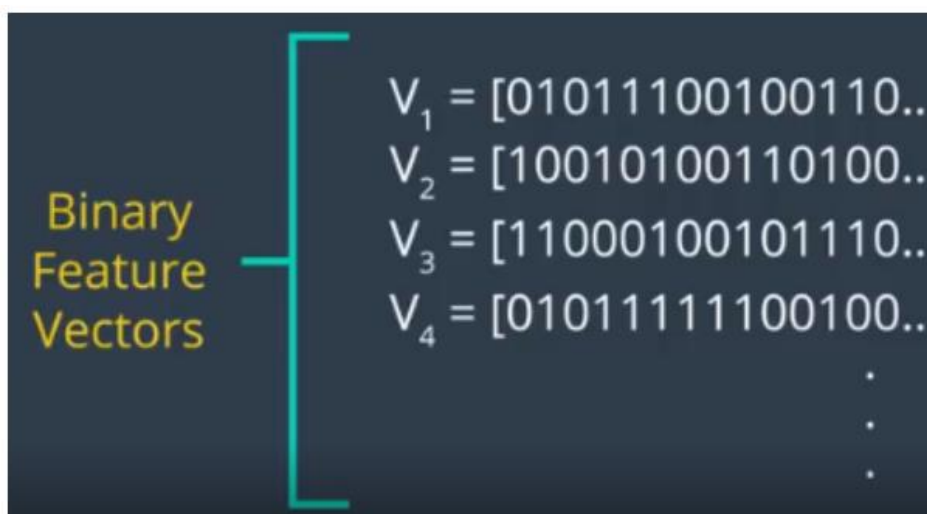 Binary
Feature
Vectors
V₁ = [01011100100110..
V₂ = [10010100110100..
V₃ = [11000100101110..
V₄ = [01011111100100..
.
.
.